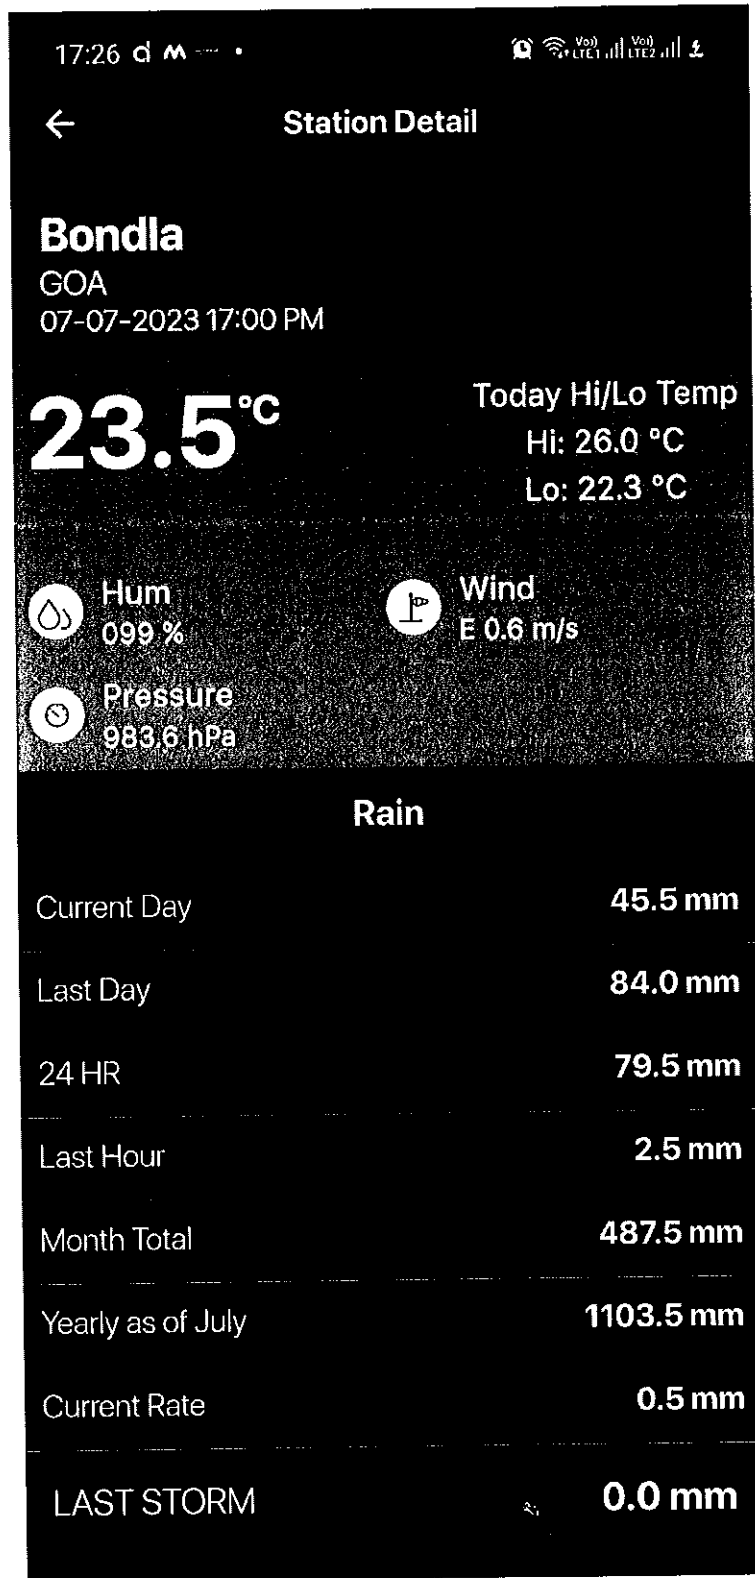 17:26
Vo)) LTE1 Vo)) LTE2
Station Detail
Bondla
GOA
07-07-2023 17:00 PM
23.5°C
Today Hi/Lo Temp
Hi: 26.0 °C
Lo: 22.3 °C
Hum
099 %
Wind
E 0.6 m/s
Pressure
983.6 hPa
Rain
Current Day 45.5 mm
Last Day 84.0 mm
24 HR 79.5 mm
Last Hour 2.5 mm
Month Total 487.5 mm
Yearly as of July 1103.5 mm
Current Rate 0.5 mm
LAST STORM 0.0 mm